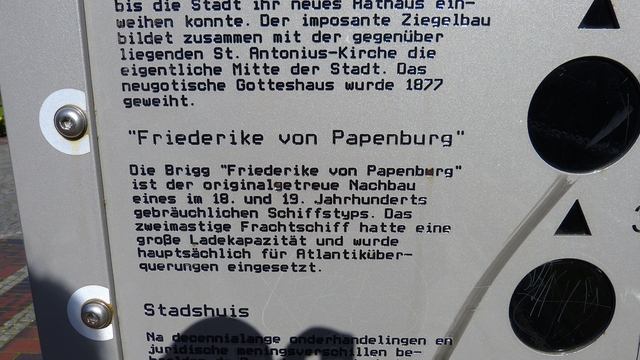 bis die Stadt ihr neues Rathaus ein-
weihen konnte. Der imposante Ziegelbau
bildet zusammen mit der gegenüber
liegenden St. Antonius-Kirche die
eigentliche Mitte der Stadt. Das
neugotische Gotteshaus wurde 1877
geweiht.
"Friederike von Papenburg"
Die Brigg "Friederike von Papenburg"
ist der originalgetreue Nachbau
eines im 18. und 19. Jahrhunderts
gebräuchlichen Schiffstyps. Das
zweimastige Frachtschiff hatte eine
große Ladekapazität und wurde
hauptsächlich für Atlantiküber-
querungen eingesetzt.
Stadshuis
Na decennialange onderhandelingen en
juridische meningsverschillen be-